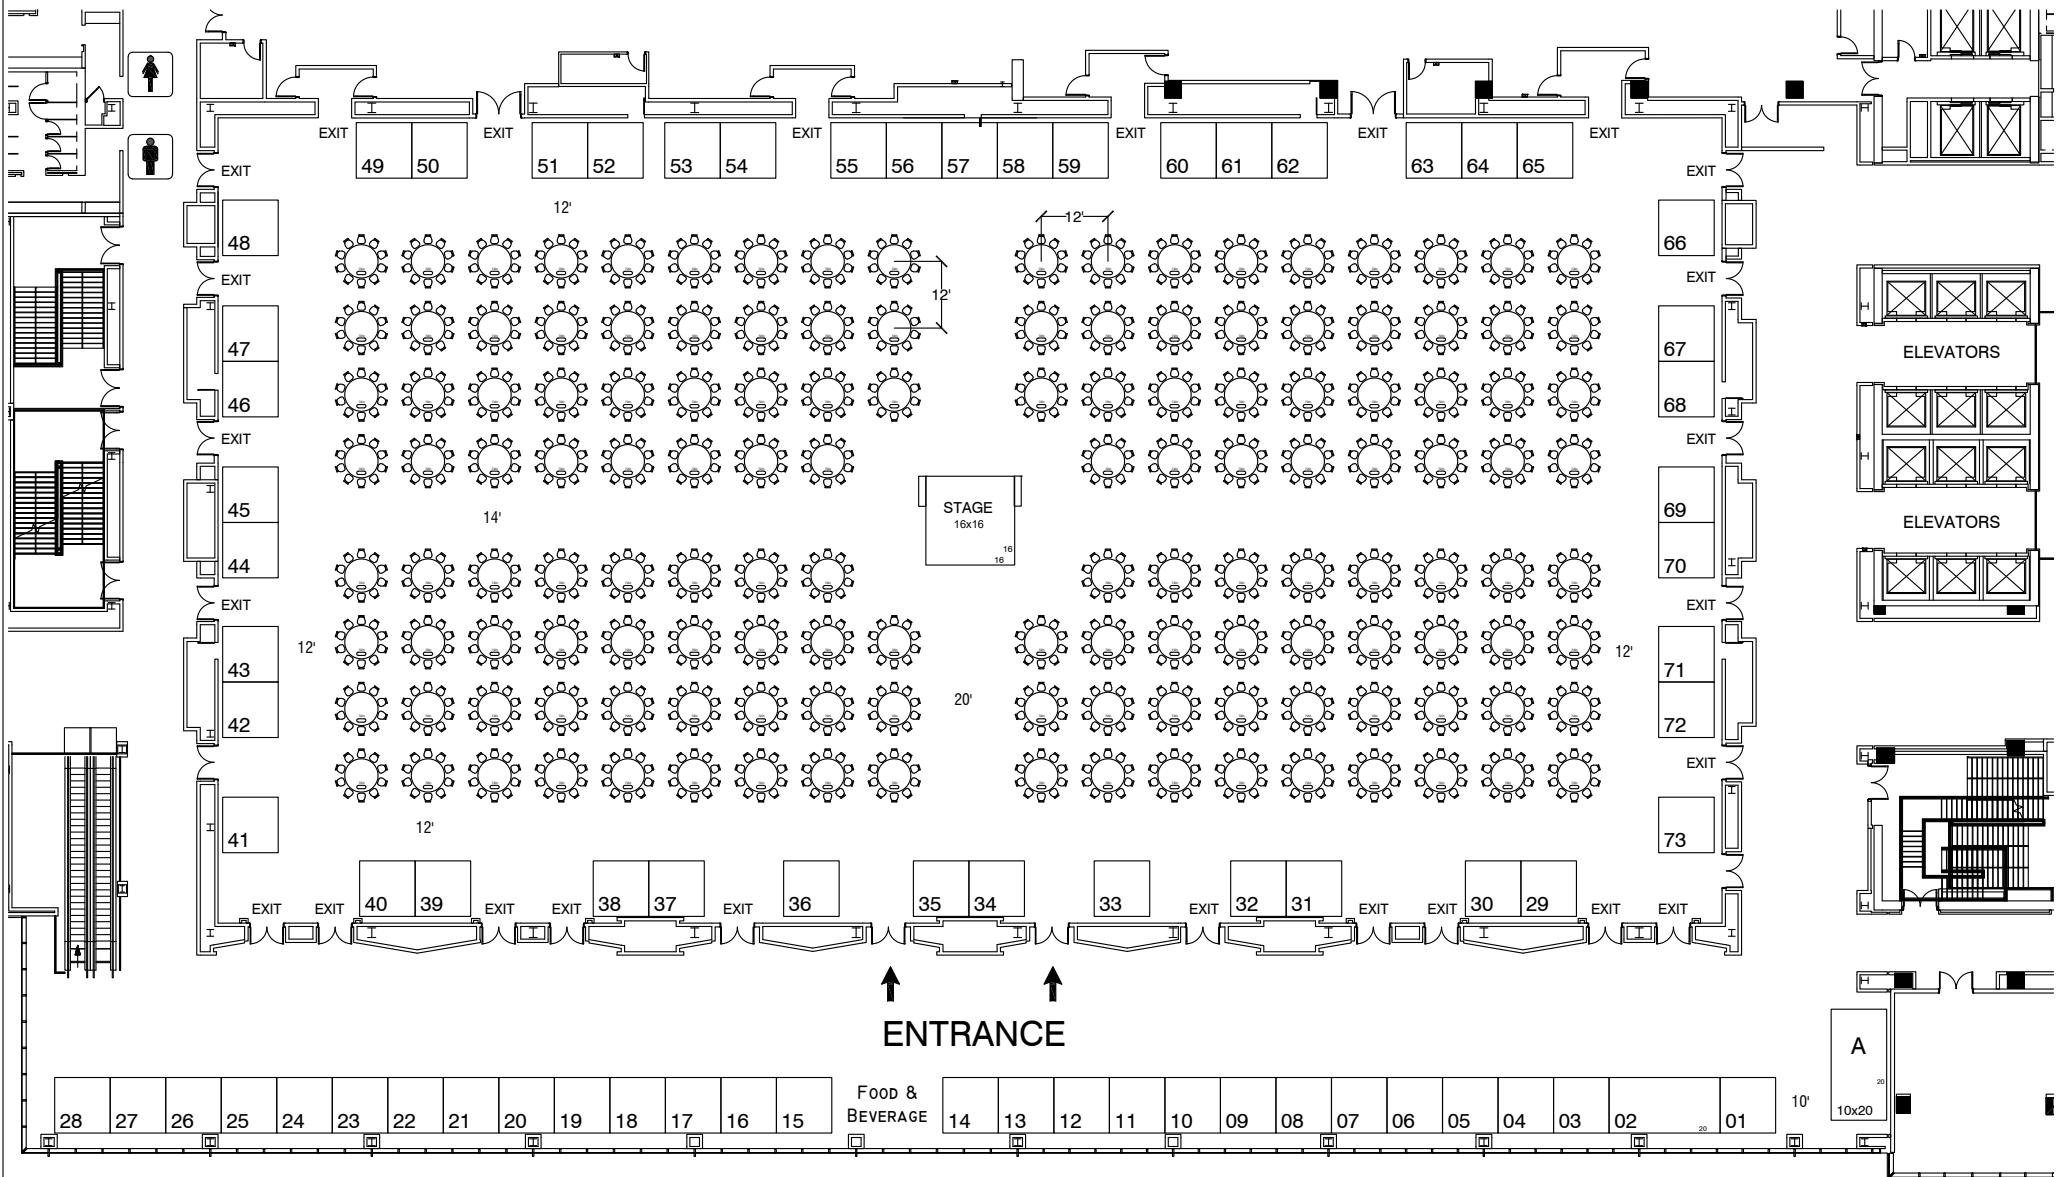 EXIT EXIT EXIT EXIT EXIT EXIT
49 50 51 52 53 54 55 56 57 58 59 60 61 62 63 64 65
EXIT EXIT
12' 12'
48 66
EXIT EXIT
12'
47 67
ELEVATORS
46 68
EXIT EXIT
45 STAGE 69
14' 16x16
ELEVATORS
16
16
44 70
EXIT EXIT
12' 12'
43 71
20'
42 72
EXIT
12'
41 73
40 39 38 37 36 35 34 33 32 31 30 29
EXIT EXIT EXIT EXIT EXIT EXIT EXIT EXIT EXIT EXIT
ENTRANCE
A
20
10x20
FOOD &
BEVERAGE
10'
28 27 26 25 24 23 22 21 20 19 18 17 16 15 14 13 12 11 10 09 08 07 06 05 04 03 02 20 01